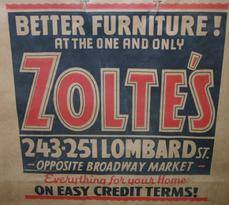 BETTER FURNITURE!
AT THE ONE AND ONLY
ZOLTE'S
243-251 LOMBARD ST.
- OPPOSITE BROADWAY MARKET -
Everything for your Home
ON EASY CREDIT TERMS!